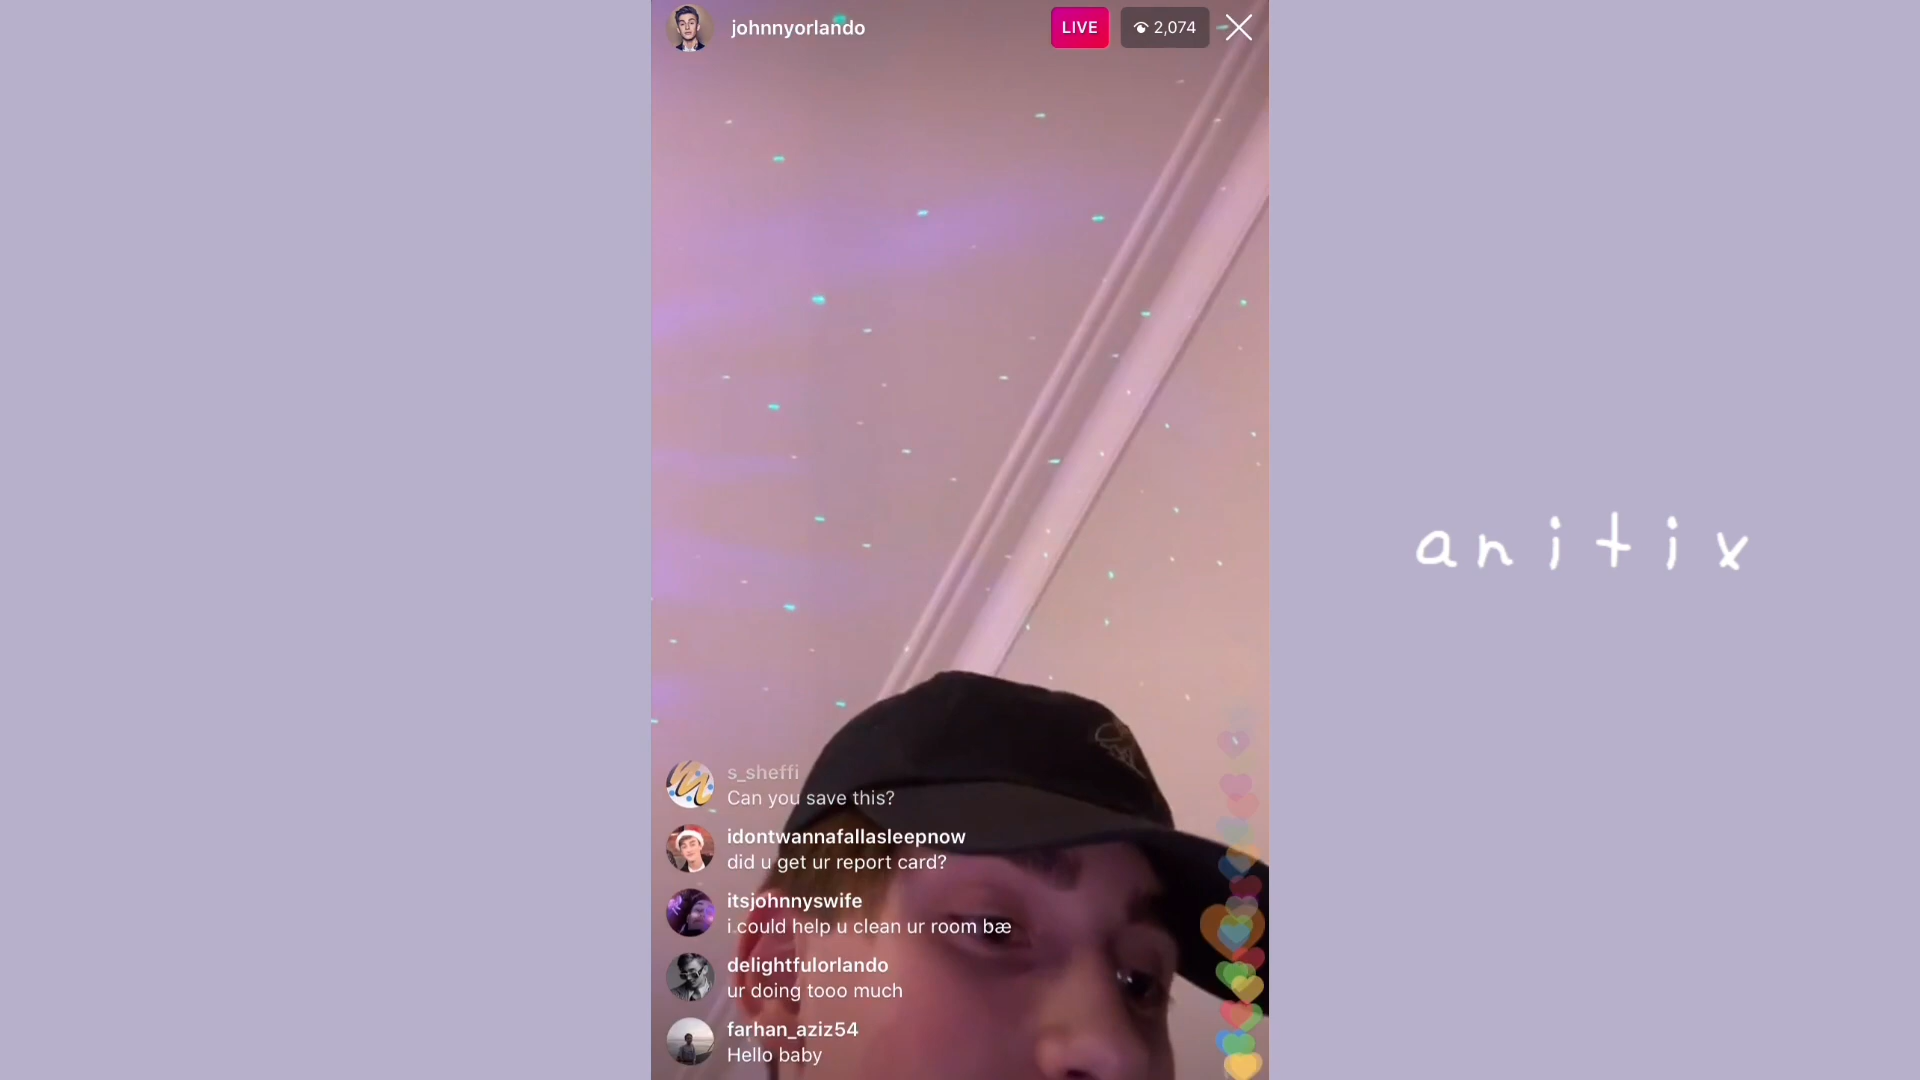 johnnyorlando
LIVE
2,074
s_sheffi
Can you save this?
idontwannafallasleepnow
did u get ur report card?
itsjohnnyswife
i could help u clean ur room bæ
delightfulorlando
ur doing tooo much
farhan_aziz54
Hello baby
anitix